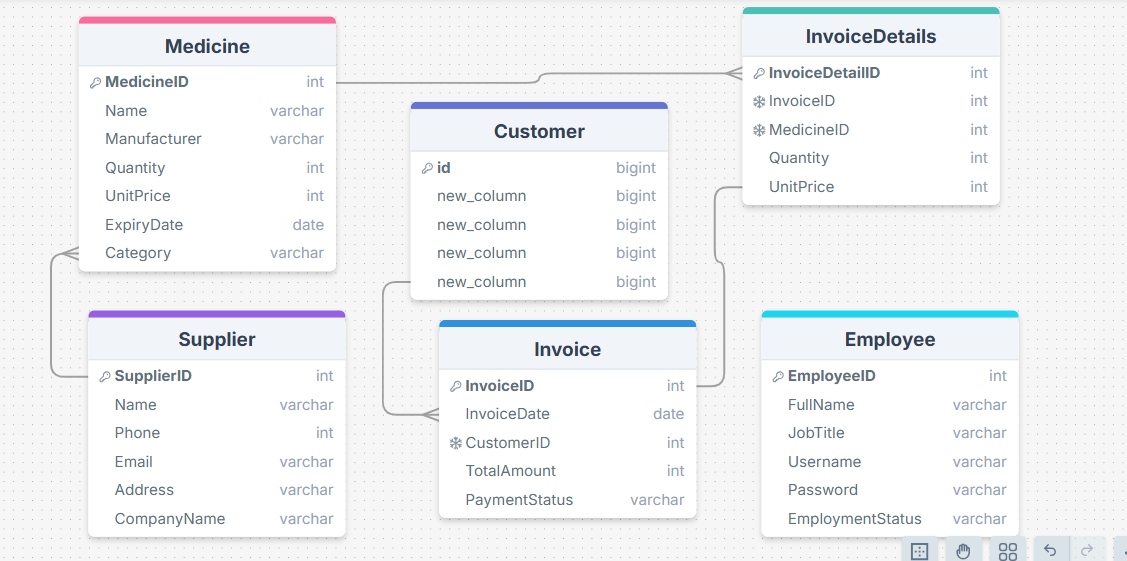 Medicine
MedicineID int
Name varchar
Manufacturer varchar
Quantity int
UnitPrice int
ExpiryDate date
Category varchar
InvoiceDetails
InvoiceDetailID int
InvoiceID int
MedicineID int
Quantity int
UnitPrice int
Customer
id bigint
new_column bigint
new_column bigint
new_column bigint
new_column bigint
Supplier
SupplierID int
Name varchar
Phone int
Email varchar
Address varchar
CompanyName varchar
Invoice
InvoiceID int
InvoiceDate date
CustomerID int
TotalAmount int
PaymentStatus varchar
Employee
EmployeeID int
FullName varchar
JobTitle varchar
Username varchar
Password varchar
EmploymentStatus varchar